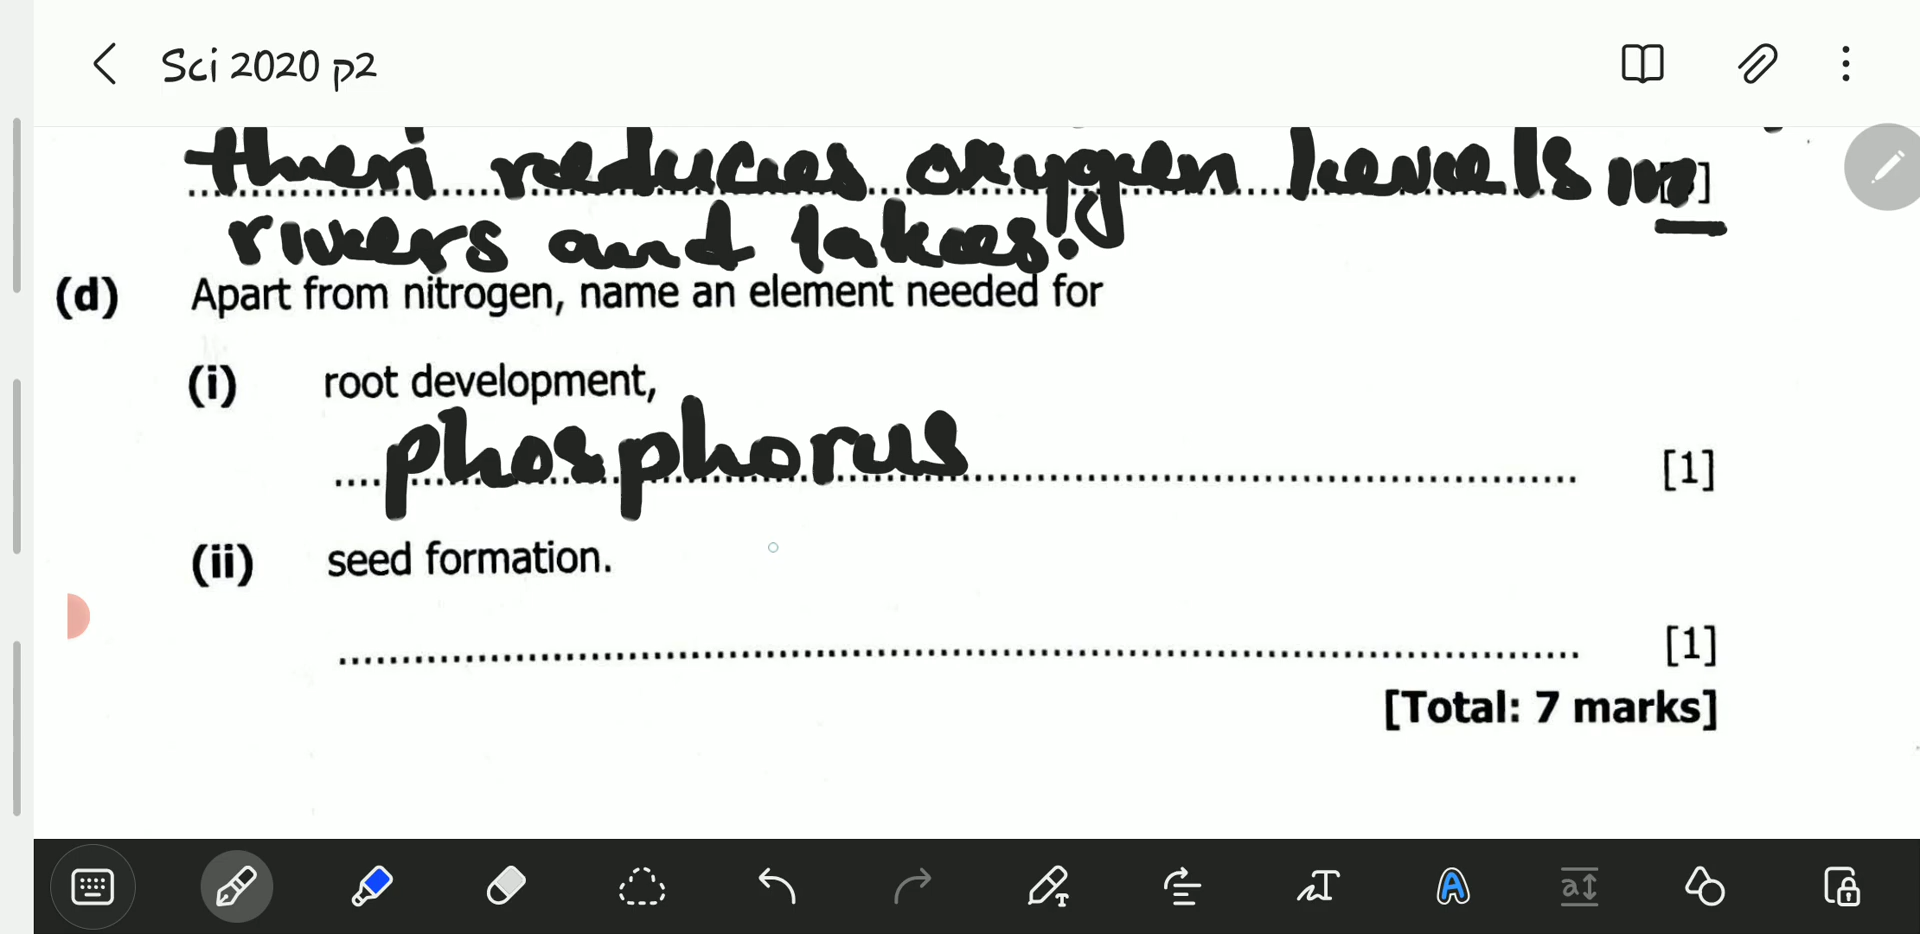 Sci 2020 p2
then reduces oxygen levels in ]
rivers and lakes.
(d) Apart from nitrogen, name an element needed for
(i) root development,
phosphorus [1]
(ii) seed formation.
[1]
[Total: 7 marks]